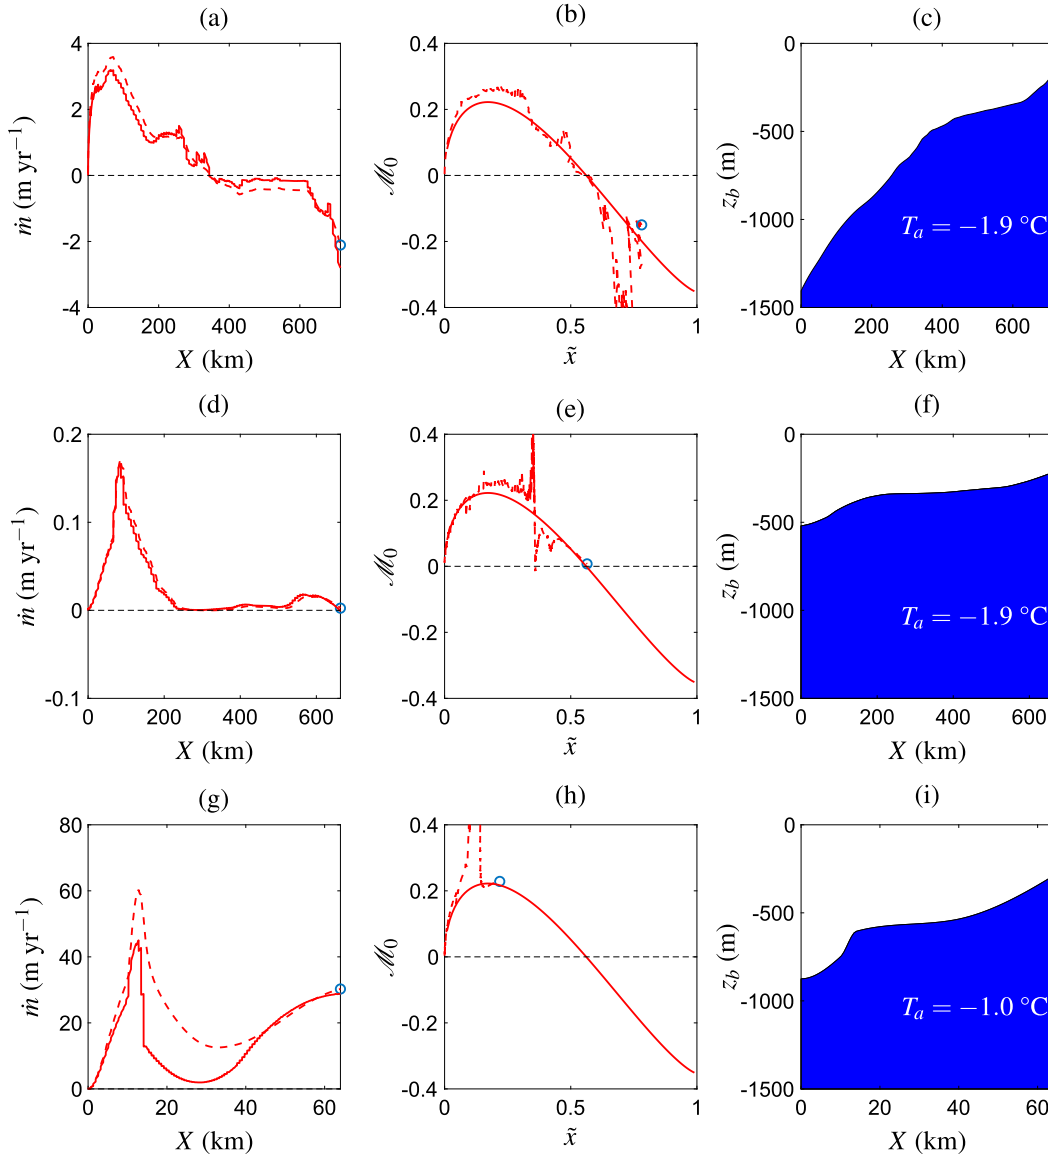 (a) (b) (c)
4
2
0
-2
-4
0 200 400 600
ṁ (m yr⁻¹)
X (km)
0.4
0.2
0
-0.2
-0.4
0 0.5 1
ℳ₀
x̃
0
-500
-1000
-1500
0 200 400 600
z_b (m)
X (km)
T_a = −1.9 °C
(d) (e) (f)
0.2
0.1
0
-0.1
0 200 400 600
ṁ (m yr⁻¹)
X (km)
0.4
0.2
0
-0.2
-0.4
0 0.5 1
ℳ₀
x̃
0
-500
-1000
-1500
0 200 400 600
z_b (m)
X (km)
T_a = −1.9 °C
(g) (h) (i)
80
60
40
20
0
0 20 40 60
ṁ (m yr⁻¹)
X (km)
0.4
0.2
0
-0.2
-0.4
0 0.5 1
ℳ₀
x̃
0
-500
-1000
-1500
0 20 40 60
z_b (m)
X (km)
T_a = −1.0 °C